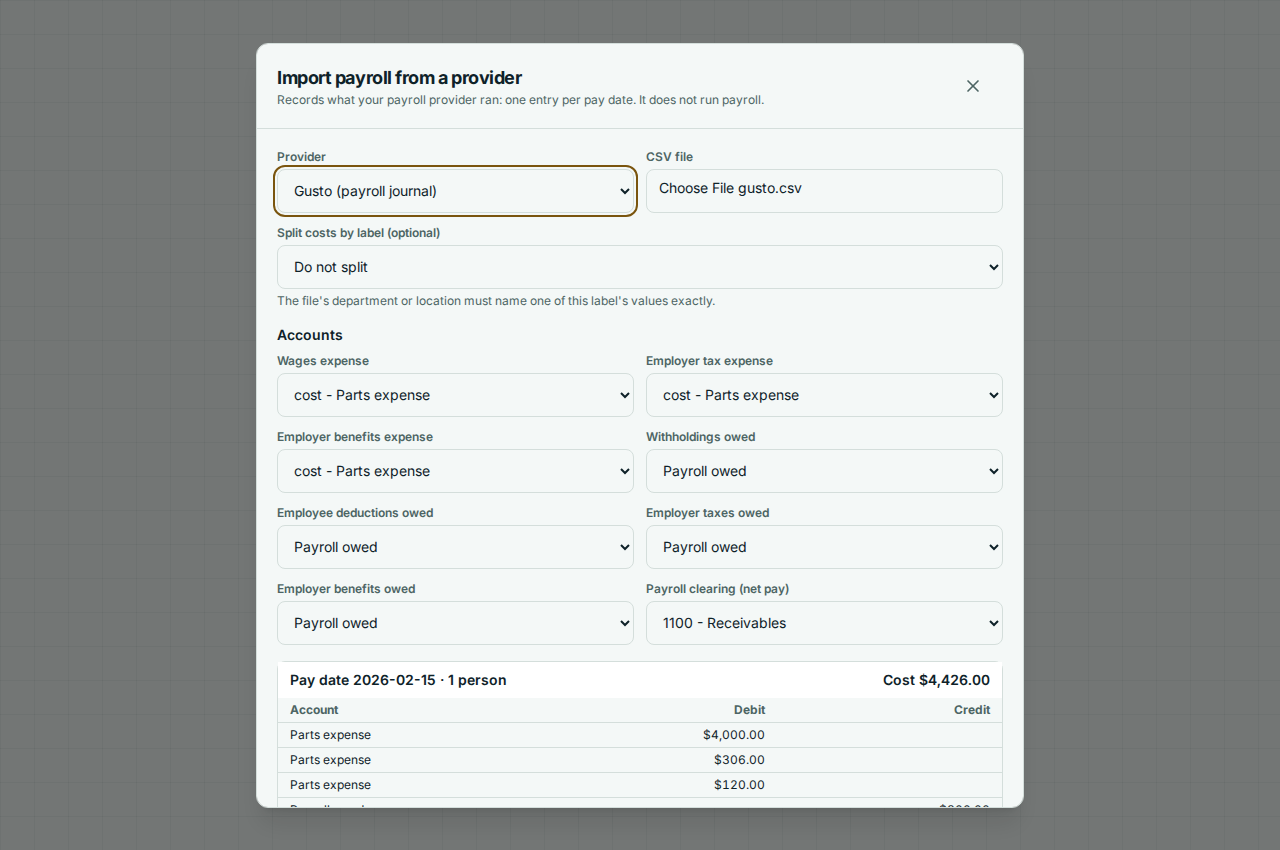 Import payroll from a provider
Records what your payroll provider ran: one entry per pay date. It does not run payroll.
Provider
CSV file
Gusto (payroll journal)
Choose File gusto.csv
Split costs by label (optional)
Do not split
The file's department or location must name one of this label's values exactly.
Accounts
Wages expense
Employer tax expense
cost - Parts expense
cost - Parts expense
Employer benefits expense
Withholdings owed
cost - Parts expense
Payroll owed
Employee deductions owed
Employer taxes owed
Payroll owed
Payroll owed
Employer benefits owed
Payroll clearing (net pay)
Payroll owed
1100 - Receivables
Pay date 2026-02-15 · 1 person
Cost $4,426.00
Account Debit Credit
Parts expense $4,000.00
Parts expense $306.00
Parts expense $120.00